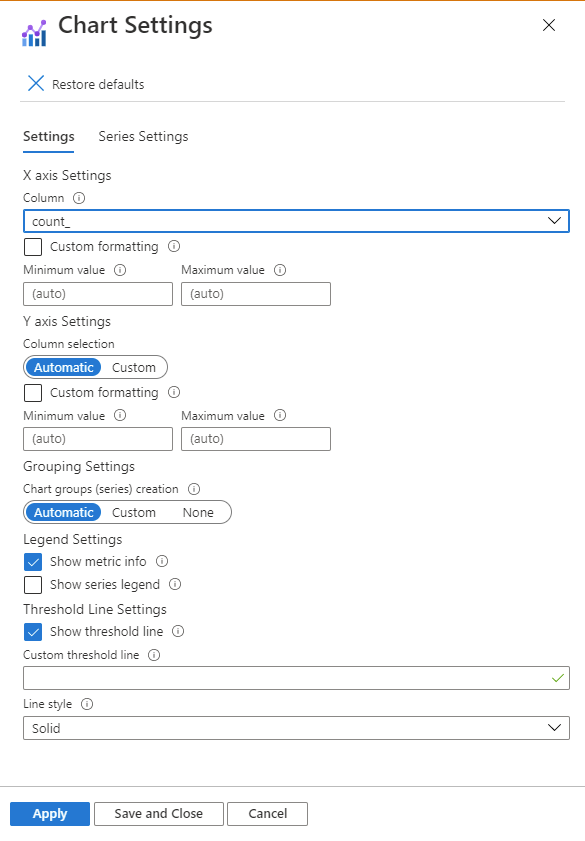 Chart Settings
Restore defaults
Settings Series Settings
X axis Settings
Column
count_
Custom formatting
Minimum value Maximum value
(auto) (auto)
Y axis Settings
Column selection
Automatic Custom
Custom formatting
Minimum value Maximum value
(auto) (auto)
Grouping Settings
Chart groups (series) creation
Automatic Custom None
Legend Settings
Show metric info
Show series legend
Threshold Line Settings
Show threshold line
Custom threshold line
Line style
Solid
Apply Save and Close Cancel